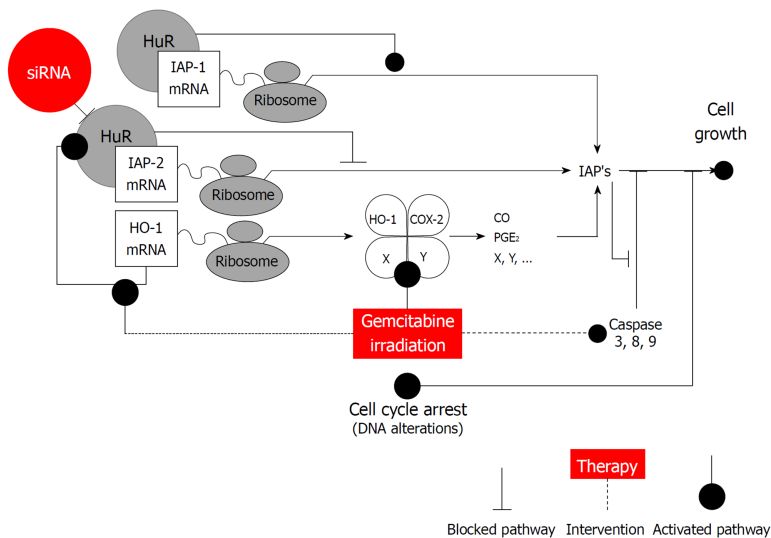 HuR
IAP-1
mRNA
Ribosome
siRNA
Cell
growth
HuR
IAP-2
mRNA
Ribosome
IAP's
HO-1
mRNA
Ribosome
HO-1
COX-2
X
Y
CO
PGE₂
X, Y, ...
Gemcitabine
irradiation
Caspase
3, 8, 9
Cell cycle arrest
(DNA alterations)
Therapy
Blocked pathway
Intervention
Activated pathway